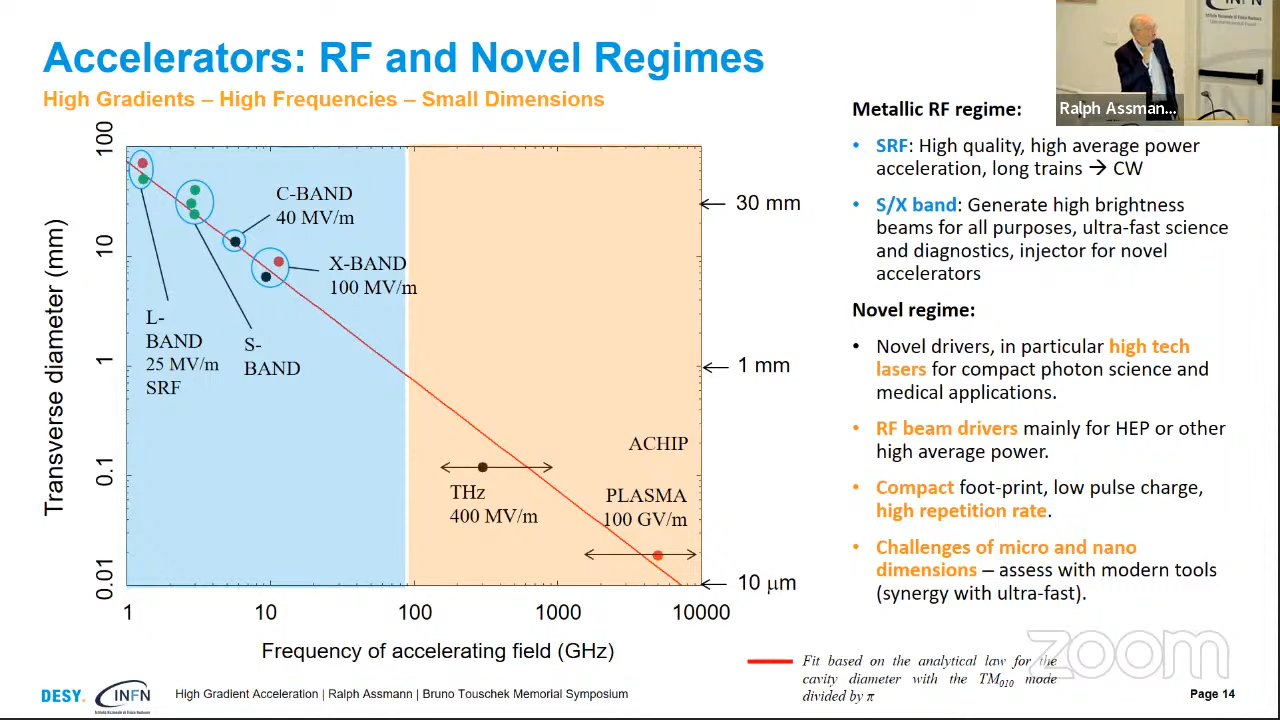 Accelerators: RF and Novel Regimes
High Gradients – High Frequencies – Small Dimensions
INFN
Ralph Assman...
Transverse diameter (mm)
100
10
1
0.1
0.01
1
10
100
1000
10000
Frequency of accelerating field (GHz)
C-BAND
40 MV/m
X-BAND
100 MV/m
L-
BAND
25 MV/m
SRF
S-
BAND
THz
400 MV/m
ACHIP
PLASMA
100 GV/m
30 mm
1 mm
10 μm
Metallic RF regime:
• SRF: High quality, high average power
acceleration, long trains → CW
• S/X band: Generate high brightness
beams for all purposes, ultra-fast science
and diagnostics, injector for novel
accelerators
Novel regime:
• Novel drivers, in particular high tech
lasers for compact photon science and
medical applications.
• RF beam drivers mainly for HEP or other
high average power.
• Compact foot-print, low pulse charge,
high repetition rate.
• Challenges of micro and nano
dimensions – assess with modern tools
(synergy with ultra-fast).
Fit based on the analytical law for the
cavity diameter with the TM010 mode
divided by π
zoom
DESY.
INFN
High Gradient Acceleration | Ralph Assmann | Bruno Touschek Memorial Symposium
Page 14